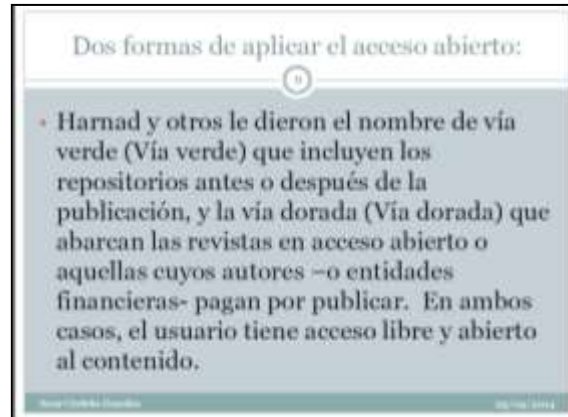 Dos formas de aplicar el acceso abierto:
• Harnad y otros le dieron el nombre de vía
verde (Vía verde) que incluyen los
repositorios antes o después de la
publicación, y la vía dorada (Vía dorada) que
abarcan las revistas en acceso abierto o
aquellas cuyos autores –o entidades
financieras- pagan por publicar. En ambos
casos, el usuario tiene acceso libre y abierto
al contenido.